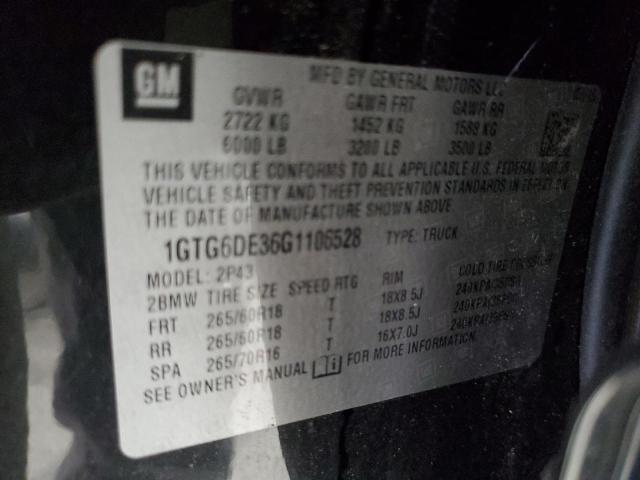 GM
MFD BY GENERAL MOTORS LLC
GVWR GAWR FRT GAWR RR
2722 KG 1452 KG 1588 KG
6000 LB 3200 LB 3500 LB
THIS VEHICLE CONFORMS TO ALL APPLICABLE U.S. FEDERAL MOTOR
VEHICLE SAFETY AND THEFT PREVENTION STANDARDS IN EFFECT ON
THE DATE OF MANUFACTURE SHOWN ABOVE.
1GTG6DE36G1106528 TYPE: TRUCK
MODEL: 2P43
2BMW TIRE SIZE SPEED RTG RIM COLD TIRE PRESSURE
FRT 265/60R18 T 18X8.5J 240KPA(35PSI)
RR 265/60R18 T 18X8.5J 240KPA(35PSI)
SPA 265/70R16 T 16X7.0J 240KPA(35PSI)
SEE OWNER'S MANUAL FOR MORE INFORMATION